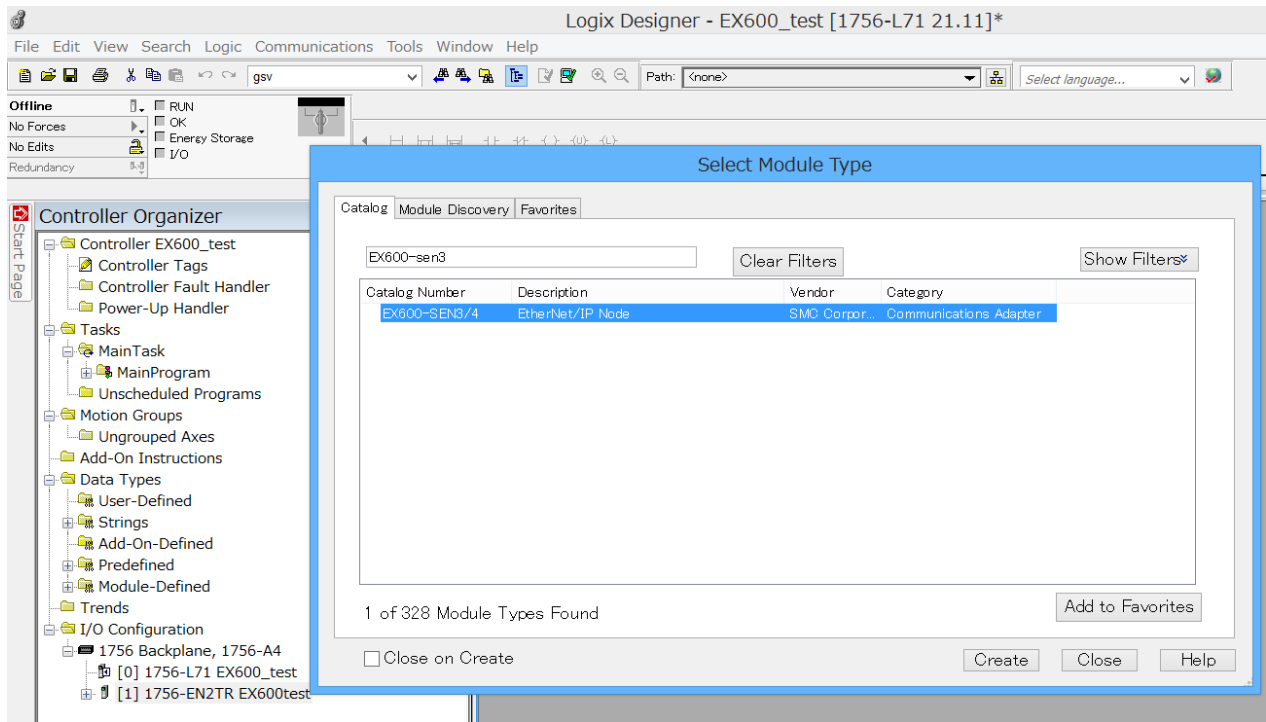 Logix Designer - EX600_test [1756-L71 21.11]*
File Edit View Search Logic Communications Tools Window Help
gsv
Path: <none>
Select language...
Offline
RUN
No Forces
OK
Energy Storage
No Edits
I/O
Redundancy
Select Module Type
Start Page
Controller Organizer
Controller EX600_test
Controller Tags
Controller Fault Handler
Power-Up Handler
Tasks
MainTask
MainProgram
Unscheduled Programs
Motion Groups
Ungrouped Axes
Add-On Instructions
Data Types
User-Defined
Strings
Add-On-Defined
Predefined
Module-Defined
Trends
I/O Configuration
1756 Backplane, 1756-A4
[0] 1756-L71 EX600_test
[1] 1756-EN2TR EX600test
Catalog Module Discovery Favorites
EX600-sen3
Clear Filters
Show Filters
Catalog Number Description Vendor Category
EX600-SEN3/4 EtherNet/IP Node SMC Corpor... Communications Adapter
1 of 328 Module Types Found
Add to Favorites
Close on Create
Create Close Help